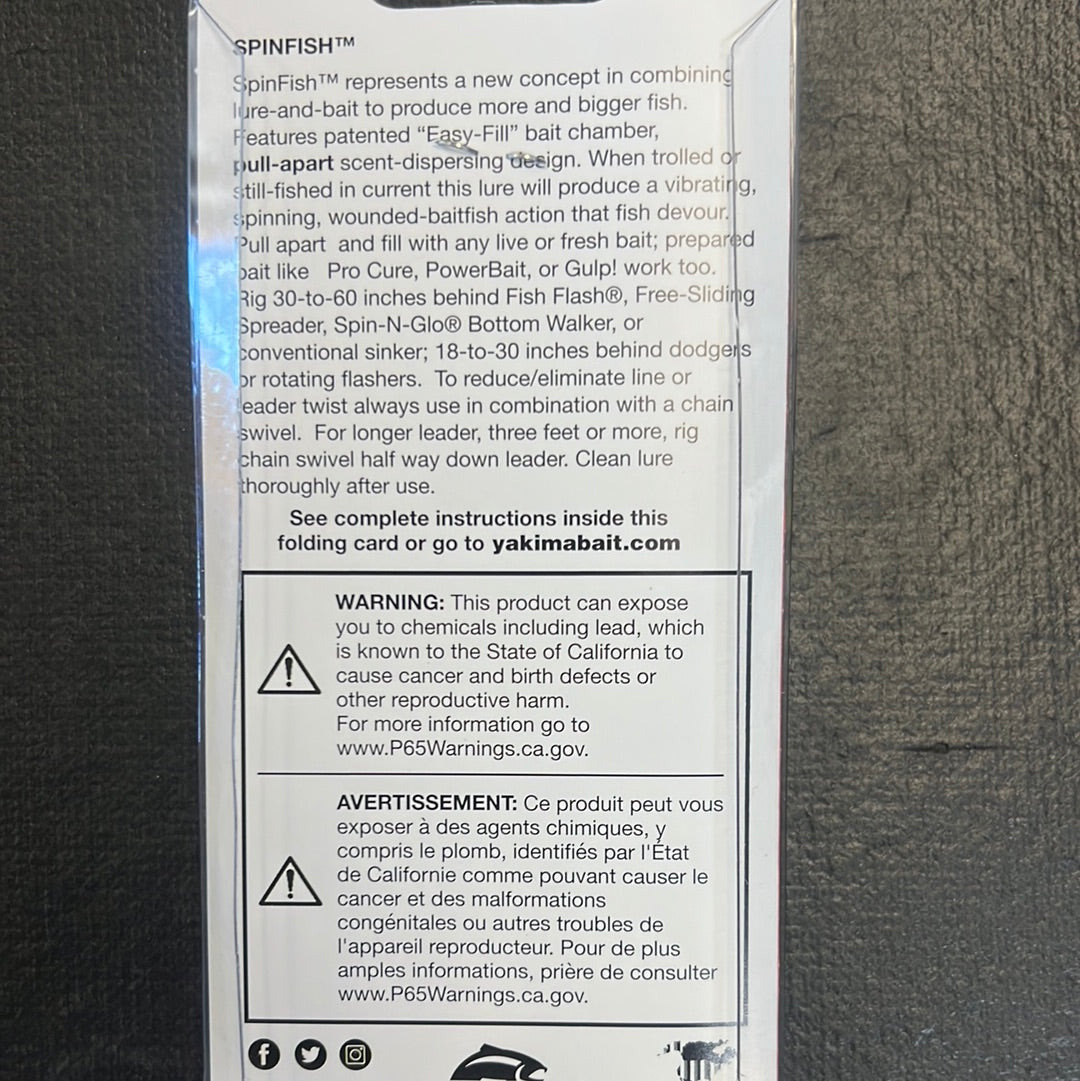 SPINFISH™
SpinFish™ represents a new concept in combining
lure-and-bait to produce more and bigger fish.
Features patented “Easy-Fill” bait chamber,
pull-apart scent-dispersing design. When trolled or
still-fished in current this lure will produce a vibrating,
spinning, wounded-baitfish action that fish devour.
Pull apart and fill with any live or fresh bait; prepared
bait like Pro Cure, PowerBait, or Gulp! work too.
Rig 30-to-60 inches behind Fish Flash®, Free-Sliding
Spreader, Spin-N-Glo® Bottom Walker, or
conventional sinker; 18-to-30 inches behind dodgers
or rotating flashers. To reduce/eliminate line or
leader twist always use in combination with a chain
swivel. For longer leader, three feet or more, rig
chain swivel half way down leader. Clean lure
thoroughly after use.
See complete instructions inside this
folding card or go to yakimabait.com
WARNING: This product can expose
you to chemicals including lead, which
is known to the State of California to
cause cancer and birth defects or
other reproductive harm.
For more information go to
www.P65Warnings.ca.gov.
AVERTISSEMENT: Ce produit peut vous
exposer à des agents chimiques, y
compris le plomb, identifiés par l'État
de Californie comme pouvant causer le
cancer et des malformations
congénitales ou autres troubles de
l'appareil reproducteur. Pour de plus
amples informations, prière de consulter
www.P65Warnings.ca.gov.